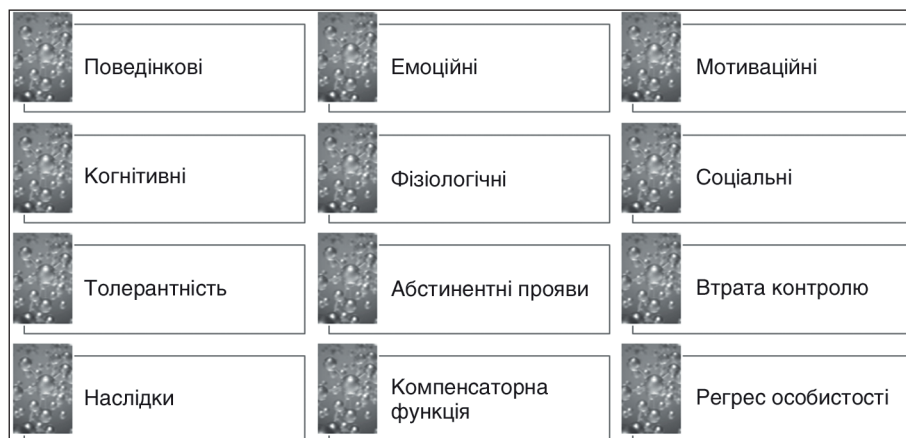 Поведінкові
Емоційні
Мотиваційні
Когнітивні
Фізіологічні
Соціальні
Толерантність
Абстинентні прояви
Втрата контролю
Наслідки
Компенсаторна
функція
Регрес особистості